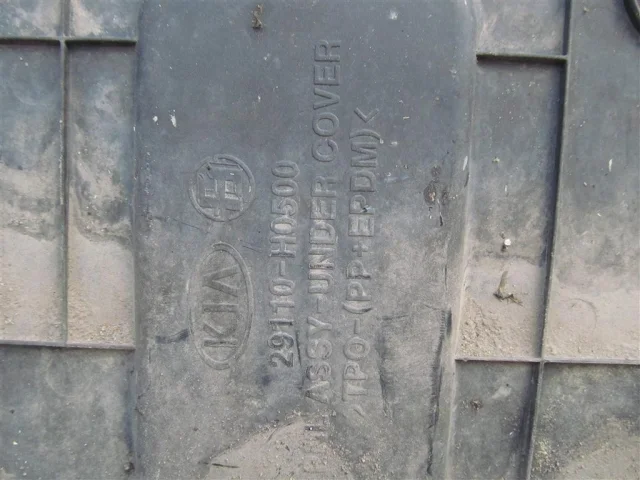 KIA
29110-H0500
ASSY-UNDER COVER
>TPO-(PP+EPDM)<